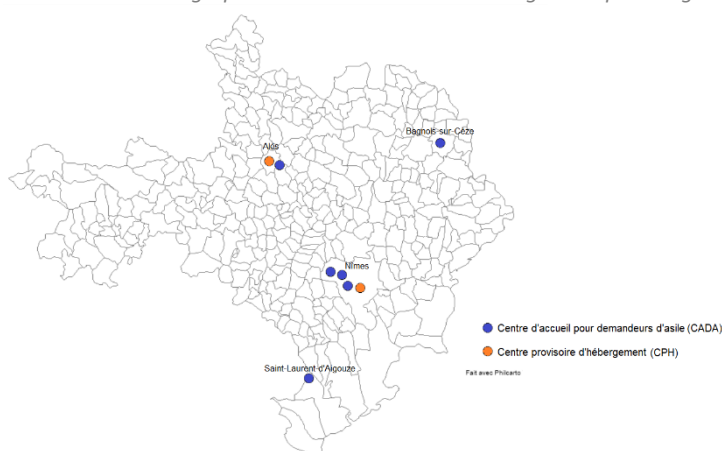 Bagnols-sur-Cèze
Alès
Nîmes
Centre d'accueil pour demandeurs d'asile (CADA)
Centre provisoire d'hébergement (CPH)
Saint-Laurent-d'Aigouze
Fait avec Philcarto